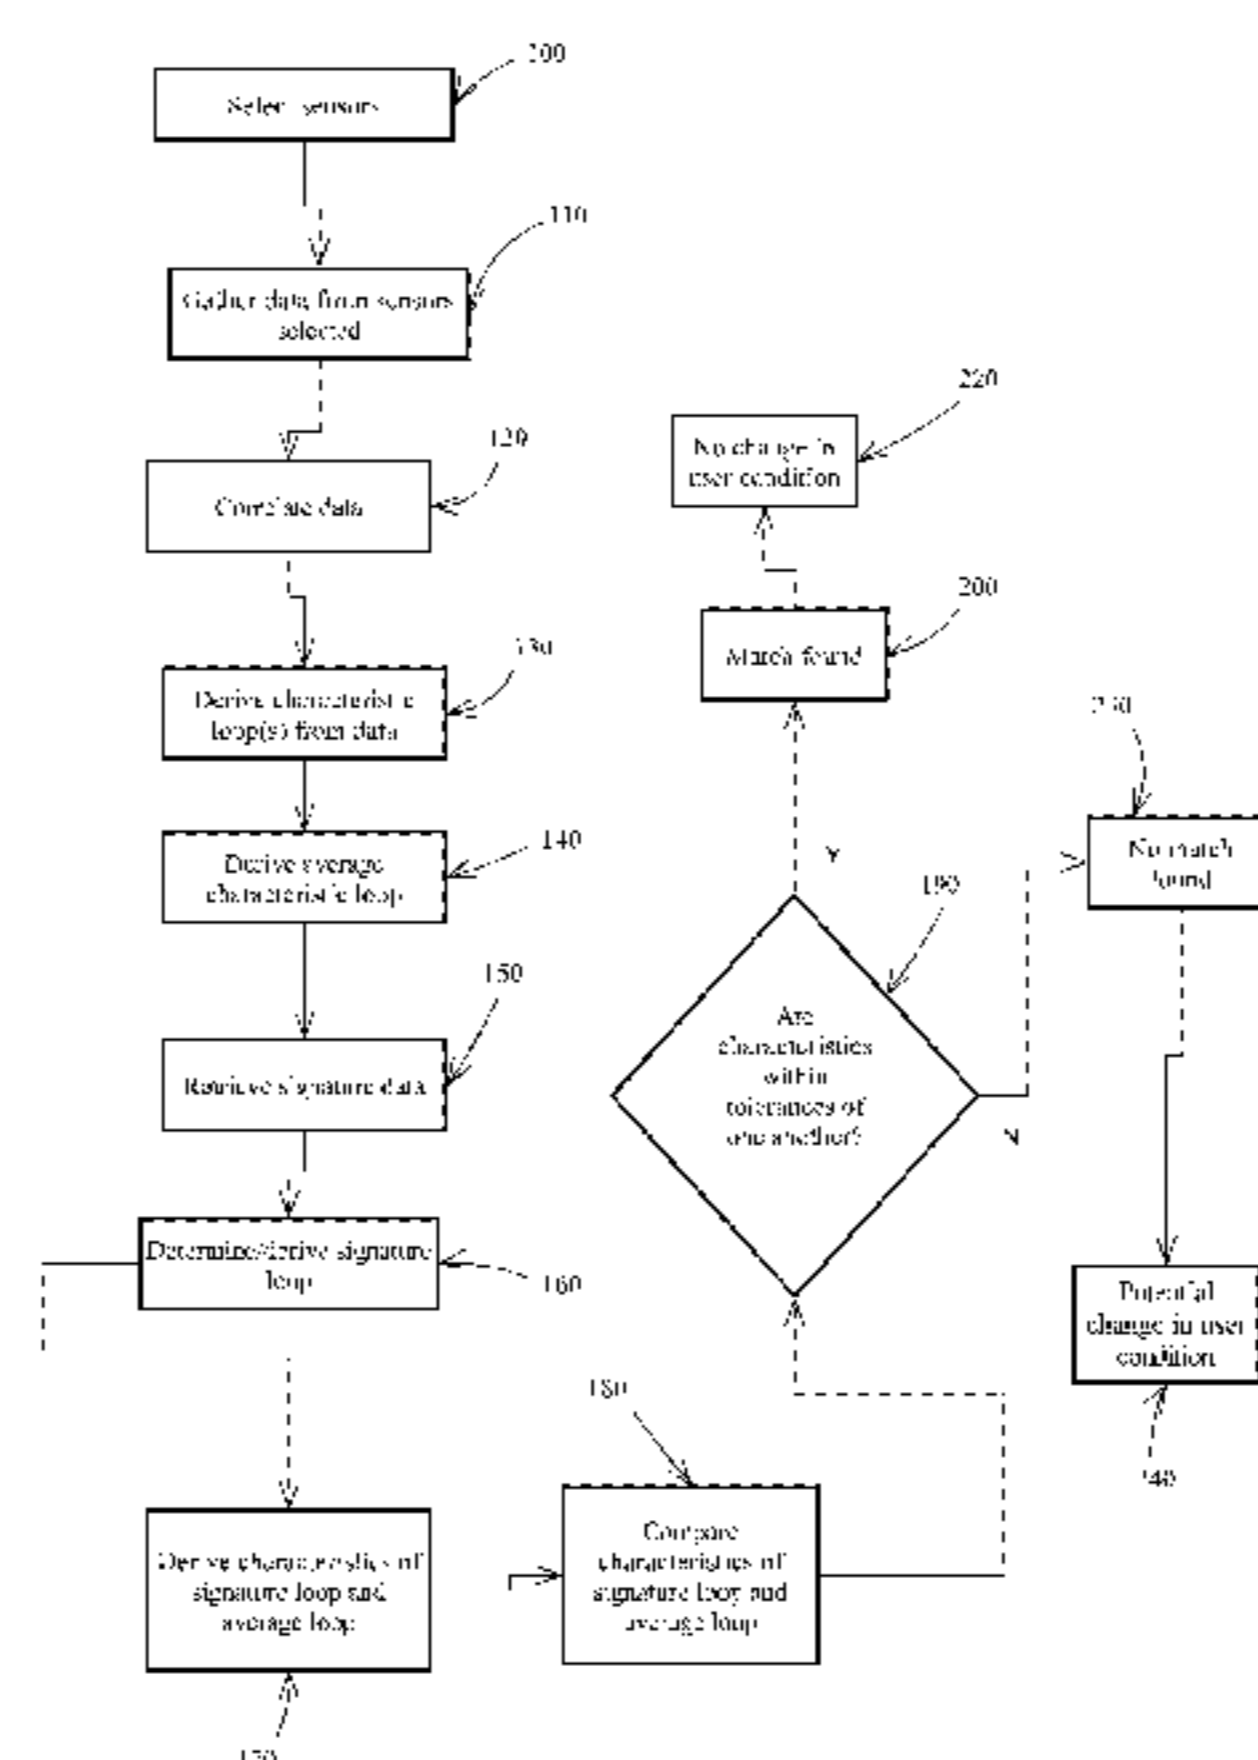 Select sensors
110
Gather data from sensors
selected
120
Correlate data
130
Derive characteristic
loop(s) from data
140
Derive average
characteristic loop
150
Retrieve signature data
Determine/derive signature
loop
160
Derive characteristics of
signature loop and
average loop
170
180
Compare
characteristics of
signature loop and
average loop
190
Are
characteristics
within
tolerances of
one another?
Y
N
200
Match found
220
No change in
user condition
230
No match
found
Potential
change in user
condition